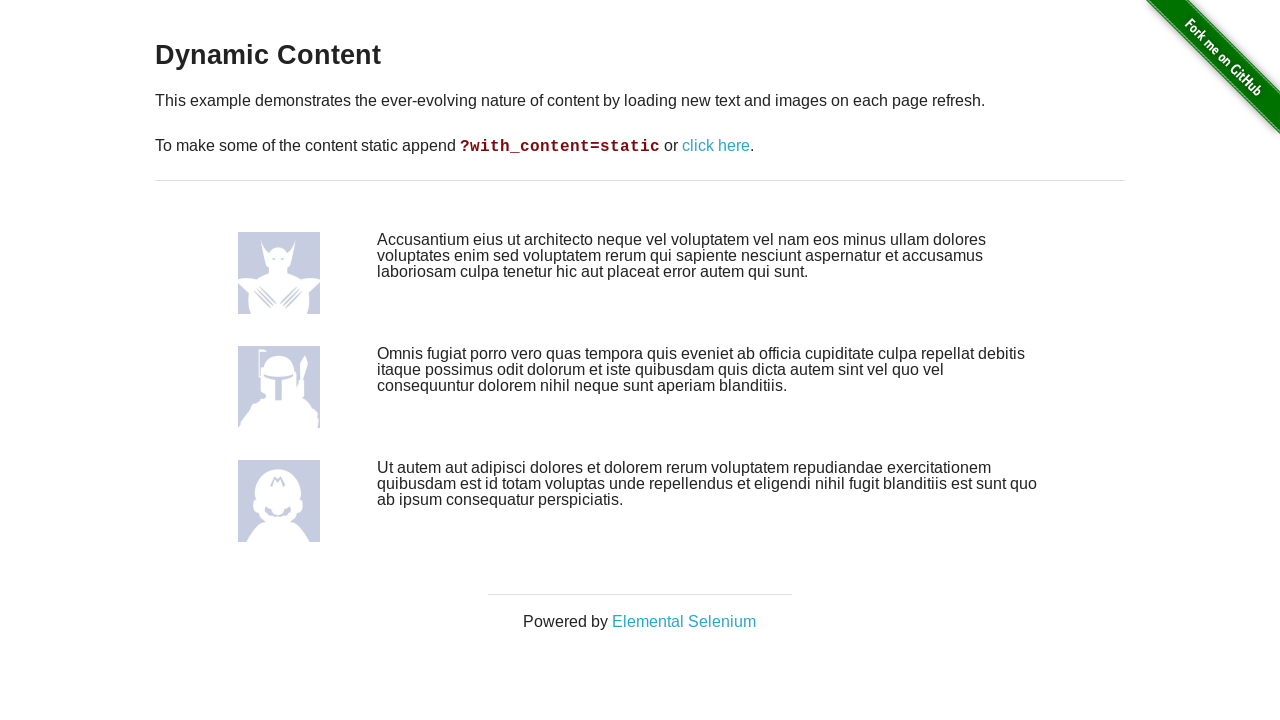 Fork me on GitHub
Dynamic Content
This example demonstrates the ever-evolving nature of content by loading new text and images on each page refresh.
To make some of the content static append ?with_content=static or click here.
Accusantium eius ut architecto neque vel voluptatem vel nam eos minus ullam dolores
voluptates enim sed voluptatem rerum qui sapiente nesciunt aspernatur et accusamus
laboriosam culpa tenetur hic aut placeat error autem qui sunt.
Omnis fugiat porro vero quas tempora quis eveniet ab officia cupiditate culpa repellat debitis
itaque possimus odit dolorum et iste quibusdam quis dicta autem sint vel quo vel
consequuntur dolorem nihil neque sunt aperiam blanditiis.
Ut autem aut adipisci dolores et dolorem rerum voluptatem repudiandae exercitationem
quibusdam est id totam voluptas unde repellendus et eligendi nihil fugit blanditiis est sunt quo
ab ipsum consequatur perspiciatis.
Powered by Elemental Selenium